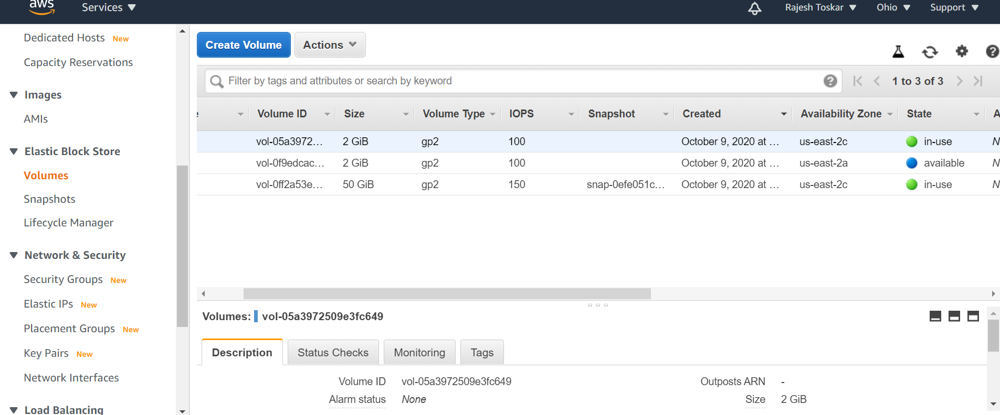 aws
Services
Rajesh Toskar
Ohio
Support
Dedicated Hosts New
Capacity Reservations
Images
AMIs
Elastic Block Store
Volumes
Snapshots
Lifecycle Manager
Network & Security
Security Groups New
Elastic IPs New
Placement Groups New
Key Pairs New
Network Interfaces
Load Balancing
Create Volume
Actions
Filter by tags and attributes or search by keyword
1 to 3 of 3
e Volume ID Size Volume Type IOPS Snapshot Created Availability Zone State A
vol-05a3972... 2 GiB gp2 100 October 9, 2020 at ... us-east-2c in-use N
vol-0f9edcac... 2 GiB gp2 100 October 9, 2020 at ... us-east-2a available N
vol-0ff2a53e... 50 GiB gp2 150 snap-0efe051c... October 9, 2020 at ... us-east-2c in-use N
Volumes: vol-05a3972509e3fc649
Description Status Checks Monitoring Tags
Volume ID vol-05a3972509e3fc649 Outposts ARN -
Alarm status None Size 2 GiB